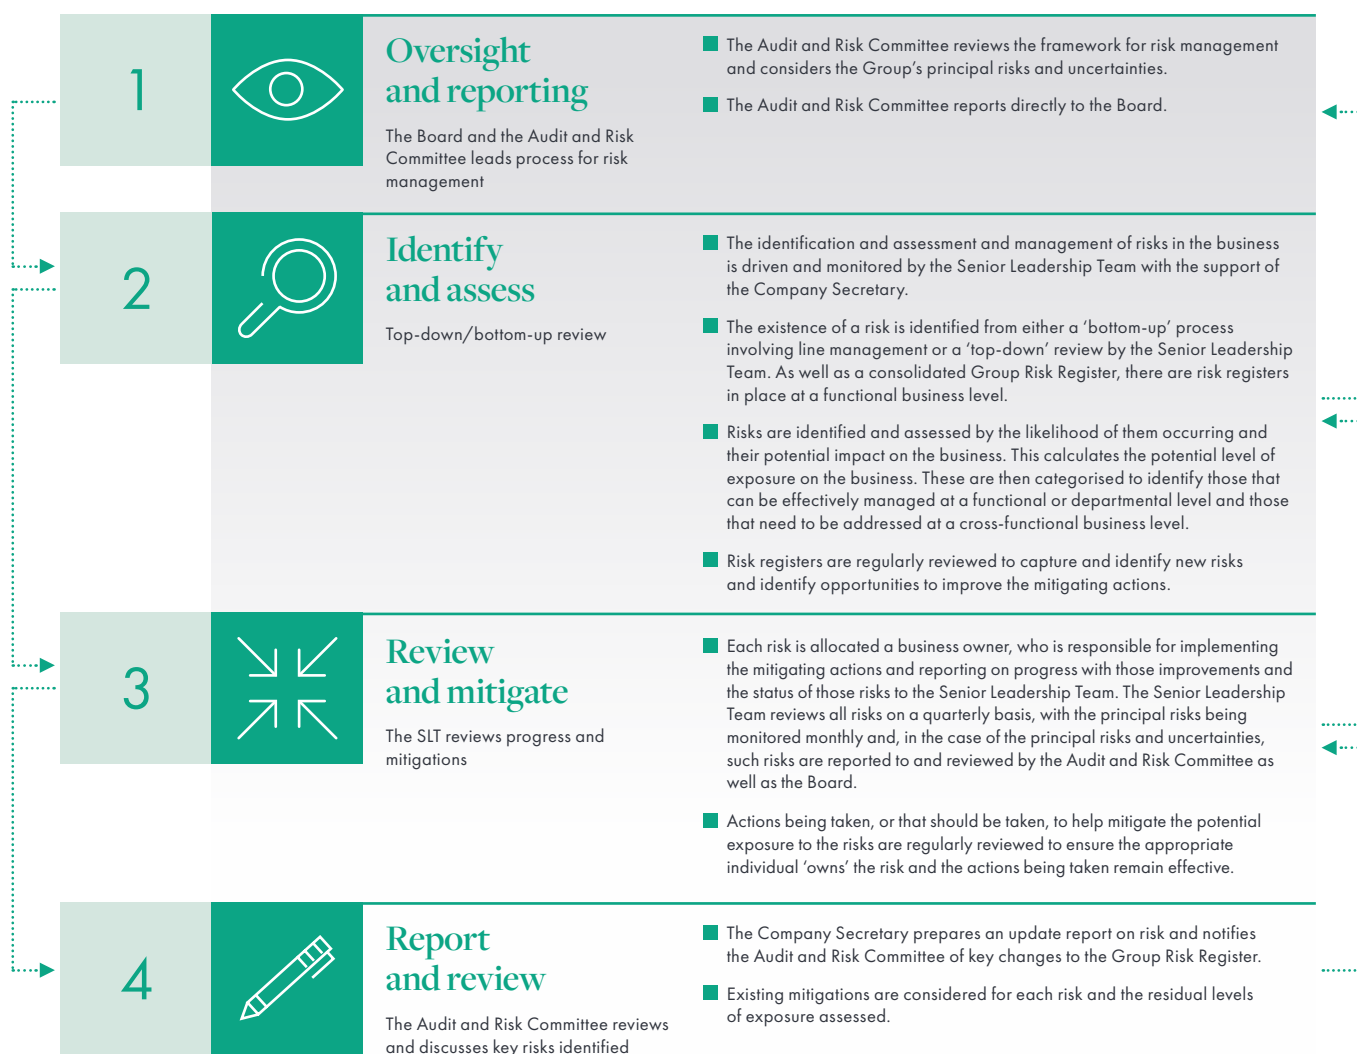 1
Oversight
and reporting
The Board and the Audit and Risk
Committee leads process for risk
management
The Audit and Risk Committee reviews the framework for risk management
and considers the Group’s principal risks and uncertainties.
The Audit and Risk Committee reports directly to the Board.
2
Identify
and assess
Top-down/bottom-up review
The identification and assessment and management of risks in the business
is driven and monitored by the Senior Leadership Team with the support of
the Company Secretary.
The existence of a risk is identified from either a ‘bottom-up’ process
involving line management or a ‘top-down’ review by the Senior Leadership
Team. As well as a consolidated Group Risk Register, there are risk registers
in place at a functional business level.
Risks are identified and assessed by the likelihood of them occurring and
their potential impact on the business. This calculates the potential level of
exposure on the business. These are then categorised to identify those that
can be effectively managed at a functional or departmental level and those
that need to be addressed at a cross-functional business level.
Risk registers are regularly reviewed to capture and identify new risks
and identify opportunities to improve the mitigating actions.
3
Review
and mitigate
The SLT reviews progress and
mitigations
Each risk is allocated a business owner, who is responsible for implementing
the mitigating actions and reporting on progress with those improvements and
the status of those risks to the Senior Leadership Team. The Senior Leadership
Team reviews all risks on a quarterly basis, with the principal risks being
monitored monthly and, in the case of the principal risks and uncertainties,
such risks are reported to and reviewed by the Audit and Risk Committee as
well as the Board.
Actions being taken, or that should be taken, to help mitigate the potential
exposure to the risks are regularly reviewed to ensure the appropriate
individual ‘owns’ the risk and the actions being taken remain effective.
4
Report
and review
The Audit and Risk Committee reviews
and discusses key risks identified
The Company Secretary prepares an update report on risk and notifies
the Audit and Risk Committee of key changes to the Group Risk Register.
Existing mitigations are considered for each risk and the residual levels
of exposure assessed.